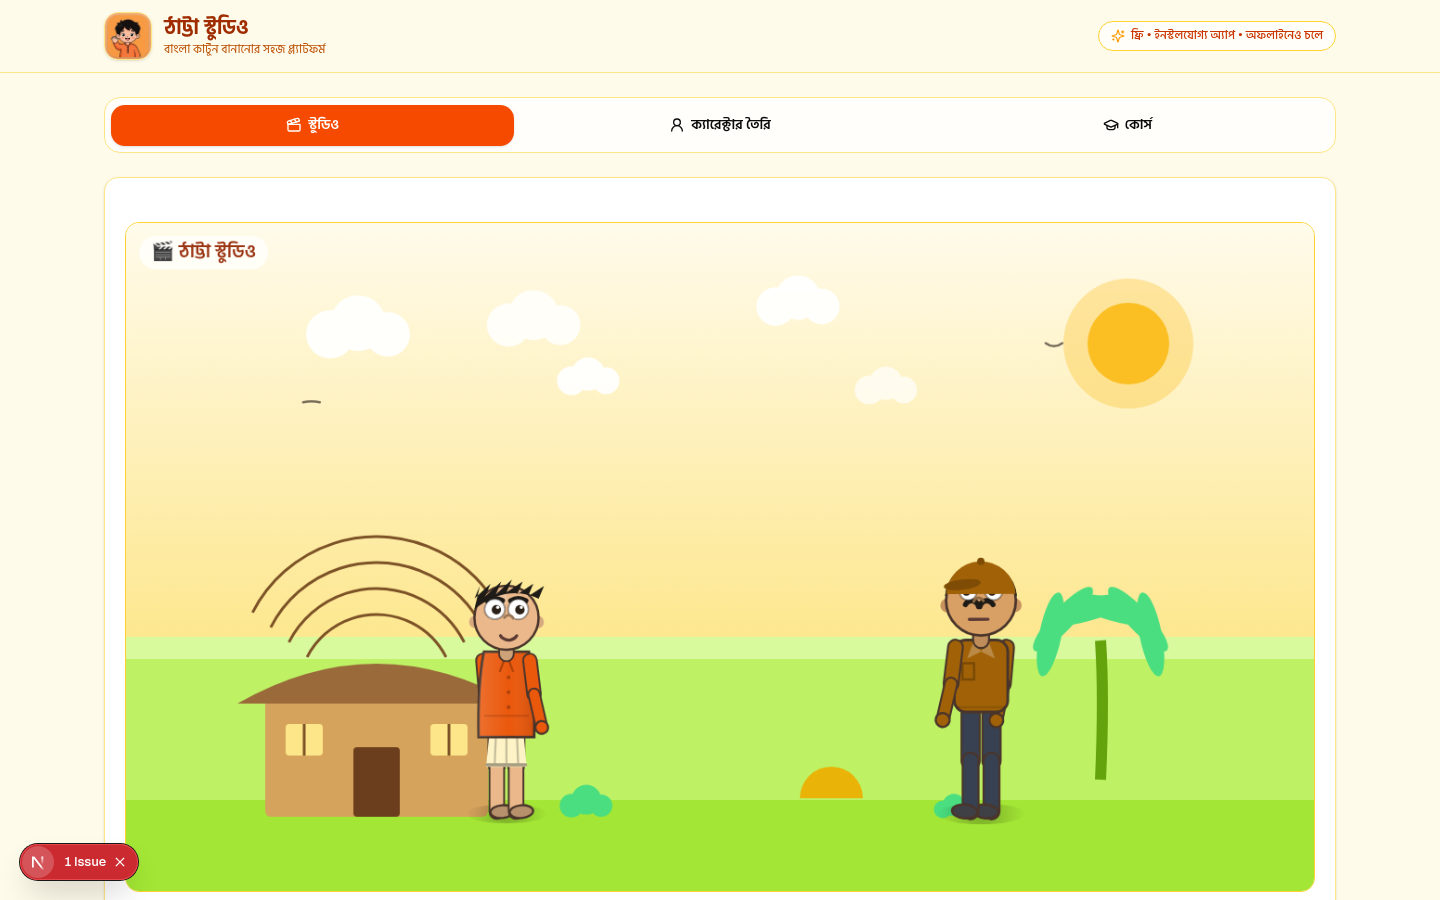 ঠাট্টা স্টুডিও
বাংলা কার্টুন বানানোর সহজ প্ল্যাটফর্ম
ফ্রি • ইনস্টলযোগ্য অ্যাপ • অফলাইনেও চলে
স্টুডিও
ক্যারেক্টার তৈরি
কোর্স
🎬 ঠাট্টা স্টুডিও
N 1 Issue